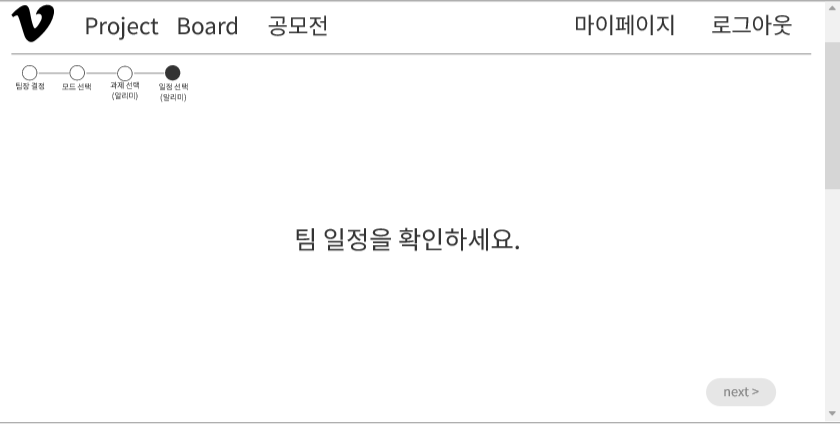 Project Board 공모전 마이페이지 로그아웃
팀장 결정 모드 선택 과제 선택 일정 선택
(알리미) (알리미)
팀 일정을 확인하세요.
next >